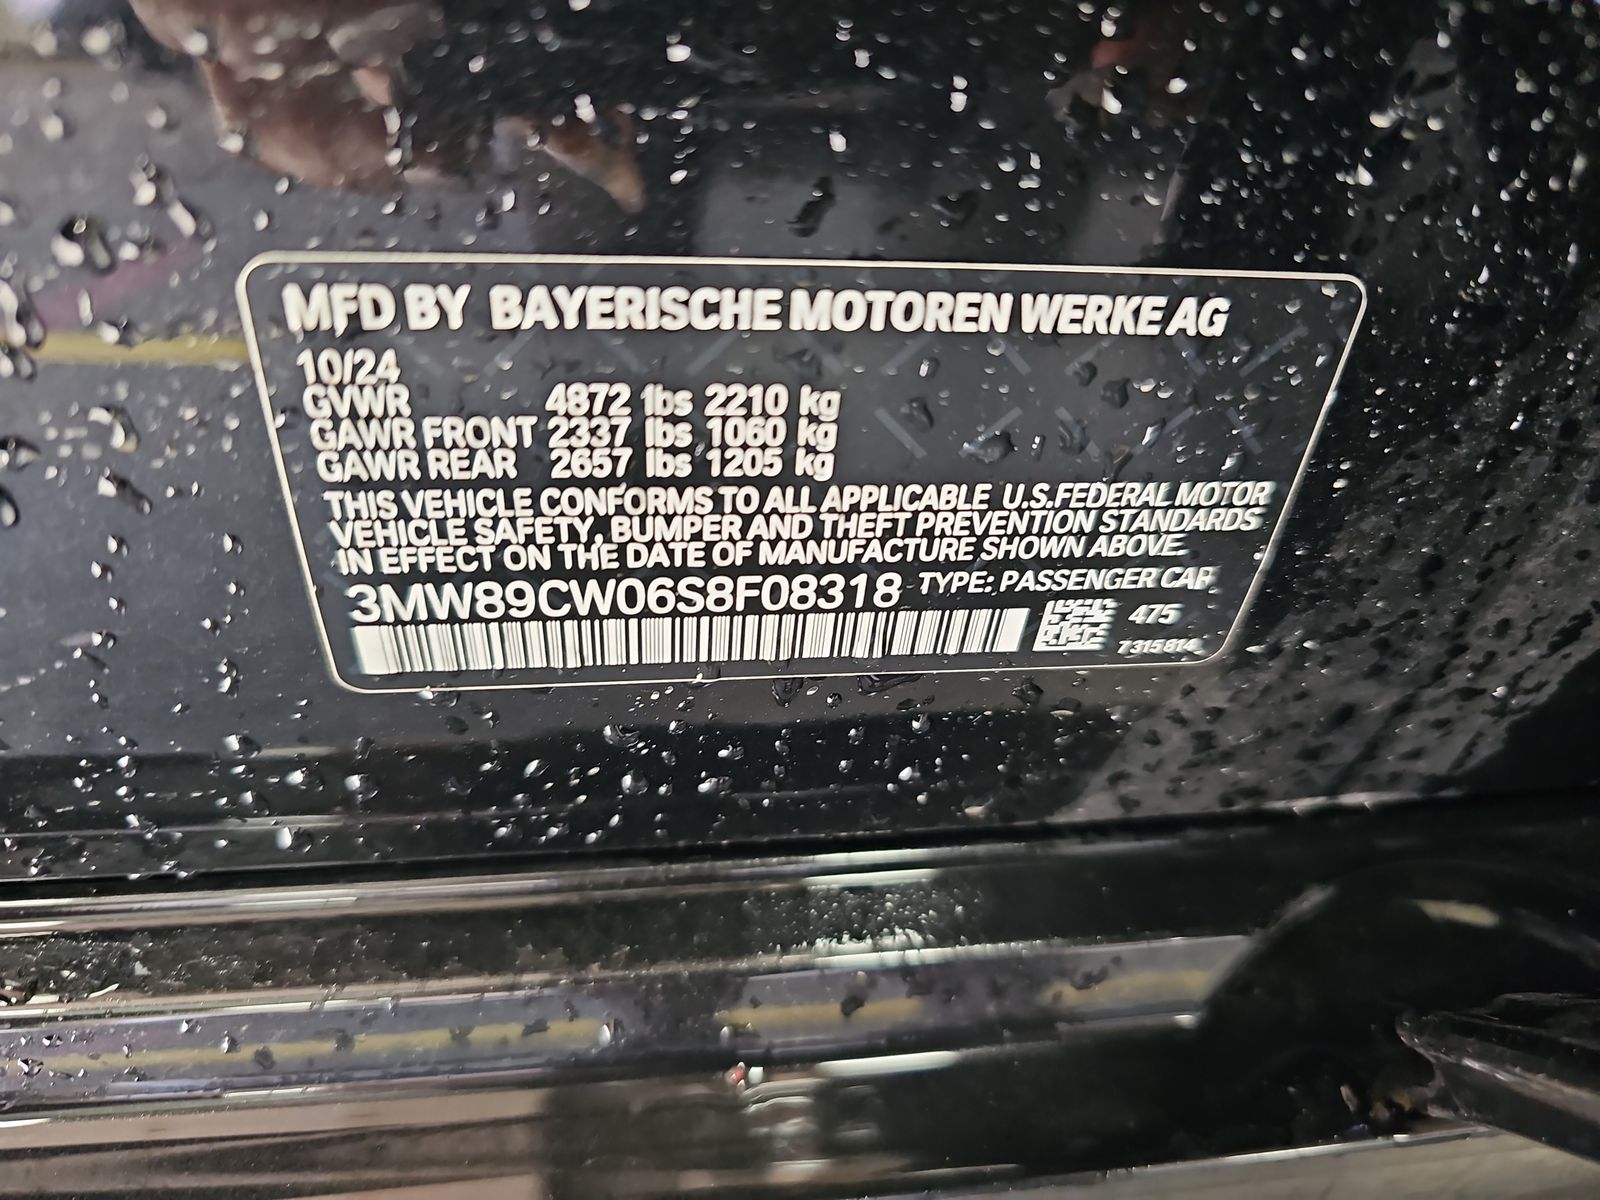 MFD BY BAYERISCHE MOTOREN WERKE AG
10/24
GVWR 4872 lbs 2210 kg
GAWR FRONT 2337 lbs 1060 kg
GAWR REAR 2657 lbs 1205 kg
THIS VEHICLE CONFORMS TO ALL APPLICABLE U.S. FEDERAL MOTOR
VEHICLE SAFETY, BUMPER AND THEFT PREVENTION STANDARDS
IN EFFECT ON THE DATE OF MANUFACTURE SHOWN ABOVE.
3MW89CW06S8F08318 TYPE: PASSENGER CAR
475
7315814